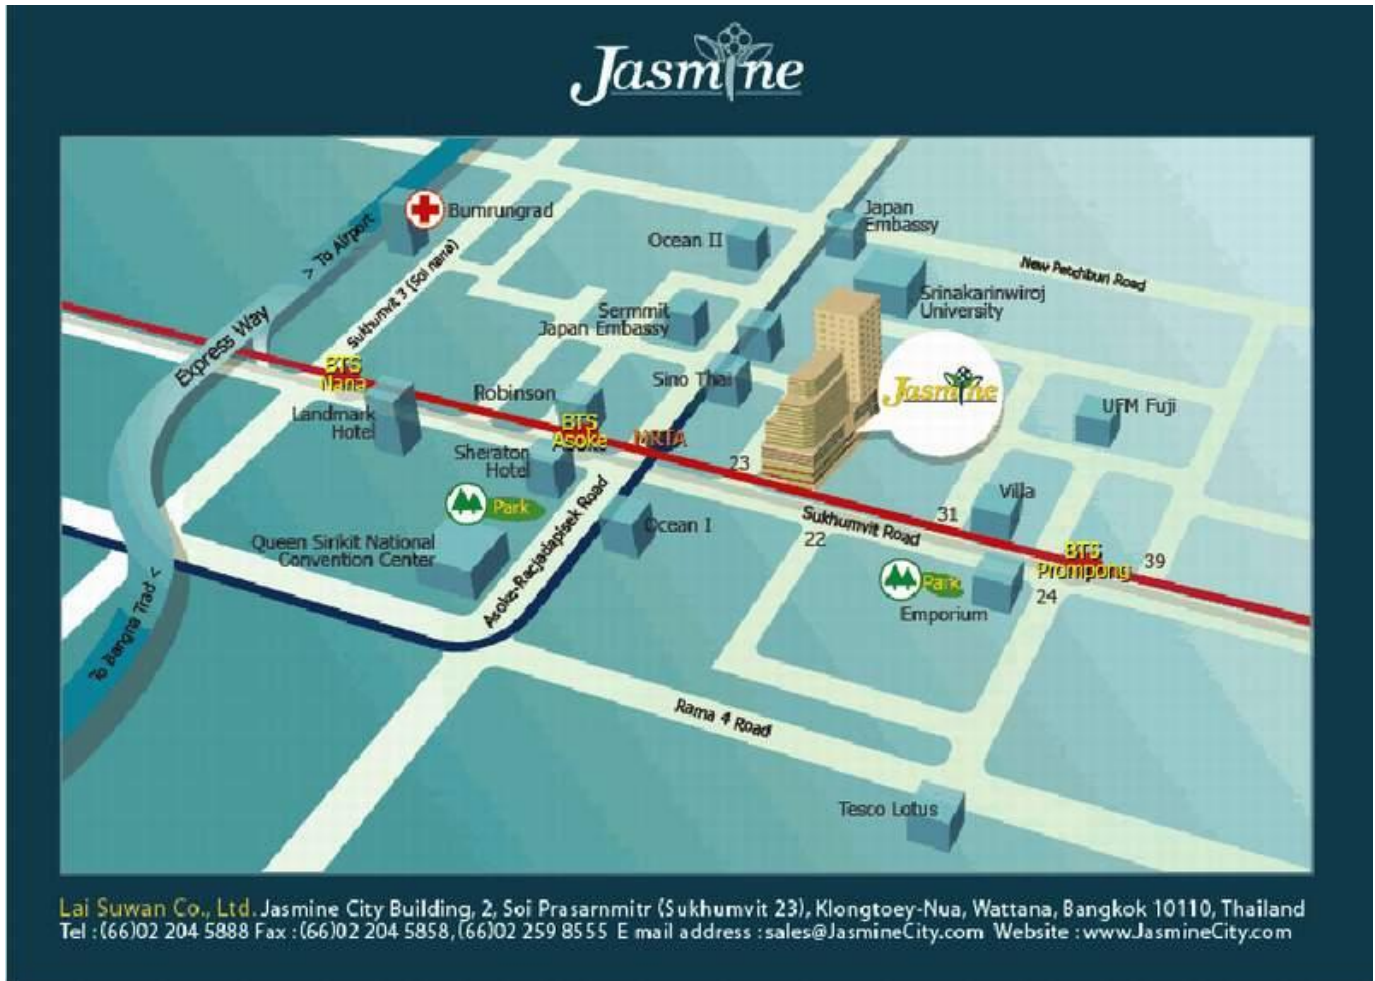 Jasmine
Bumrungrad
> To Airport
Sukhumvit 3 (Soi nana)
Express Way
Ocean II
Japan
Embassy
New Petchburi Road
Srinakarinwiroj
University
Sermmit
Japan Embassy
Sino Thai
Jasmine
UFM Fuji
BTS
Nana
Landmark
Hotel
Robinson
BTS
Asoke
Asoke
MRTA
Sheraton
Hotel
23
Park
Ocean I
Villa
31
Sukhumvit Road
22
Queen Sirikit National
Convention Center
Asoke-Racjadapisek Road
BTS
Prompong
39
Park
24
Emporium
To Bangna Trad <
Rama 4 Road
Tesco Lotus
Lai Suwan Co., Ltd. Jasmine City Building, 2, Soi Prasarnmitr (Sukhumvit 23), Klongtoey-Nua, Wattana, Bangkok 10110, Thailand
Tel :(66)02 204 5888 Fax :(66)02 204 5858, (66)02 259 8555 E mail address :sales@JasmineCity.com Website :www.JasmineCity.com